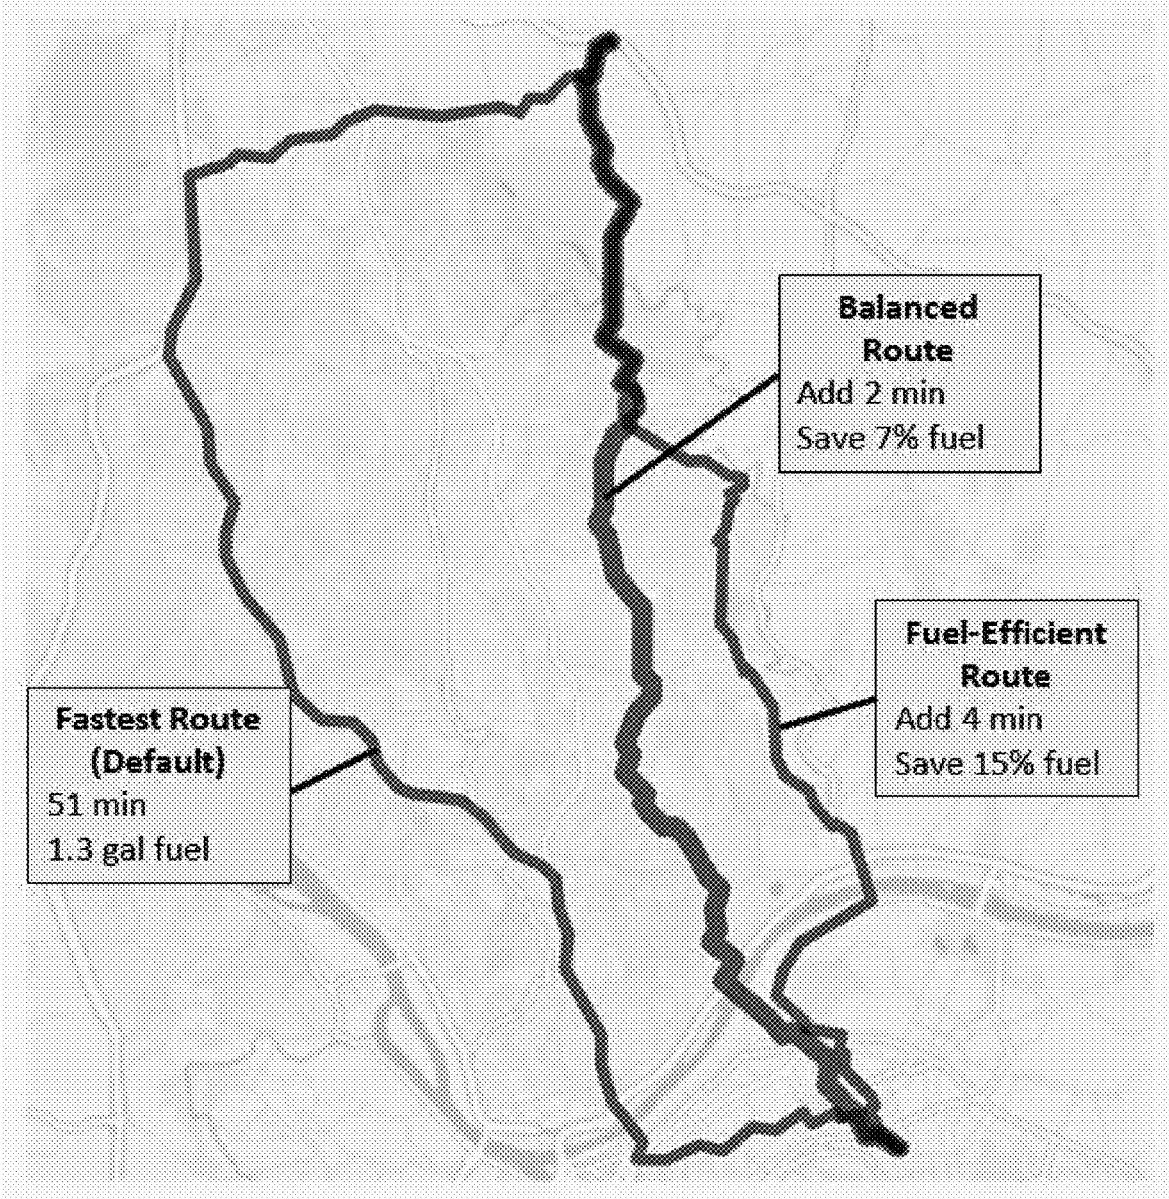 Balanced
Route
Add 2 min
Save 7% fuel
Fuel-Efficient
Route
Add 4 min
Save 15% fuel
Fastest Route
(Default)
51 min
1.3 gal fuel